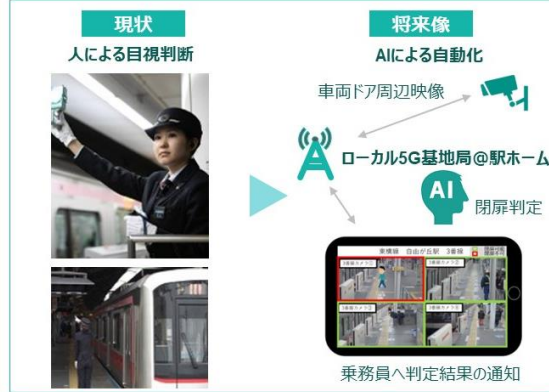 現状
人による目視判断
将来像
AIによる自動化
車両ドア周辺映像
ローカル5G基地局@駅ホーム
AI
閉扉判定
東横線 自由が丘駅 3番線
乗務員へ判定結果の通知